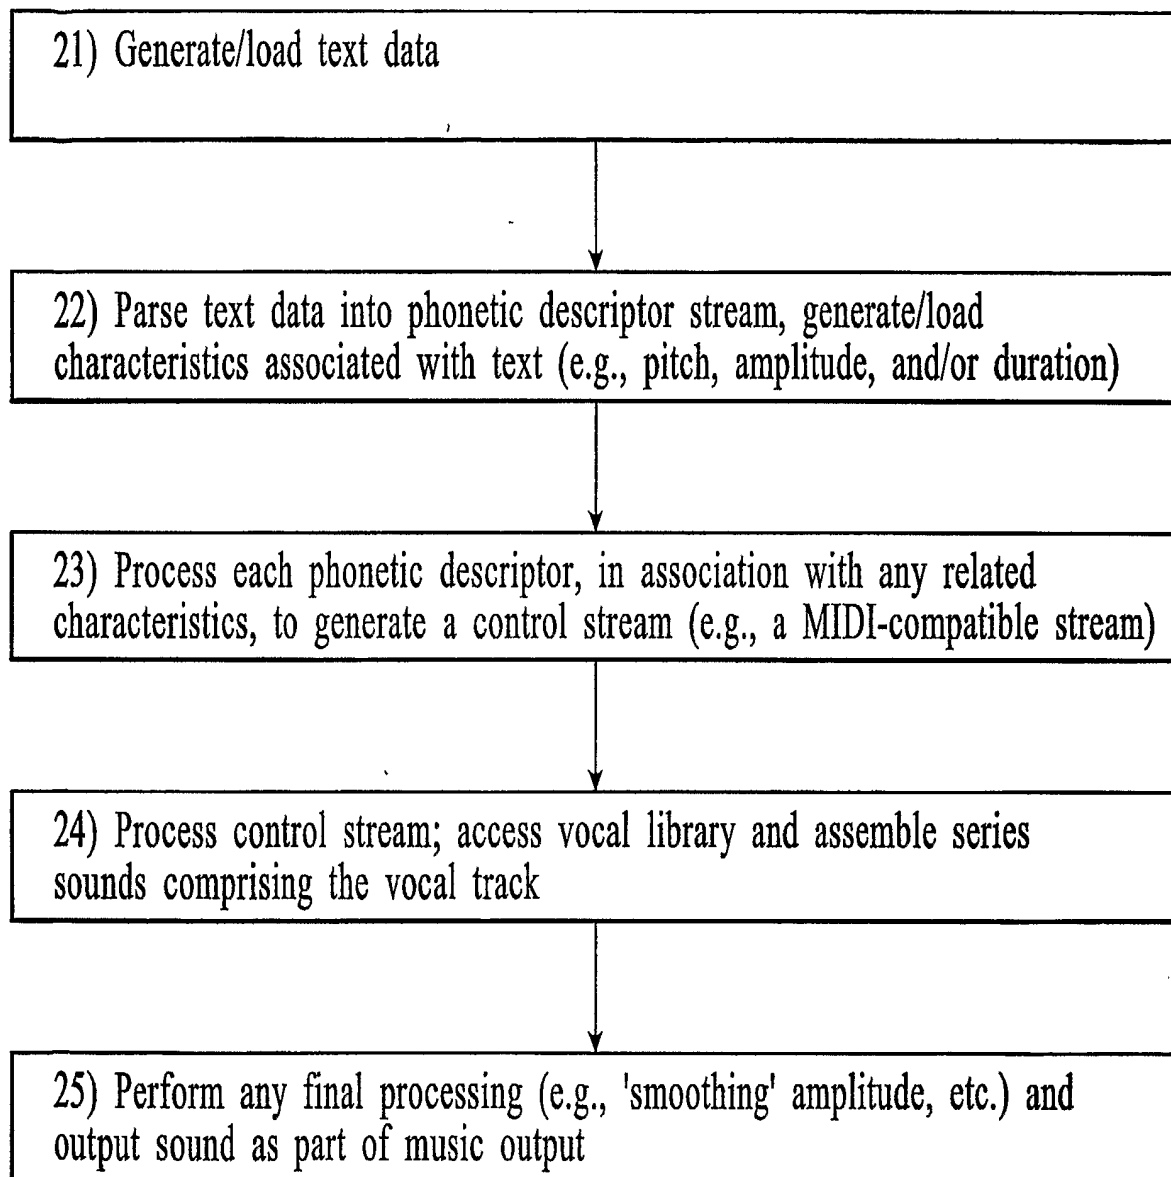 21) Generate/load text data
22) Parse text data into phonetic descriptor stream, generate/load
characteristics associated with text (e.g., pitch, amplitude, and/or duration)
23) Process each phonetic descriptor, in association with any related
characteristics, to generate a control stream (e.g., a MIDI-compatible stream)
24) Process control stream; access vocal library and assemble series
sounds comprising the vocal track
25) Perform any final processing (e.g., 'smoothing' amplitude, etc.) and
output sound as part of music output